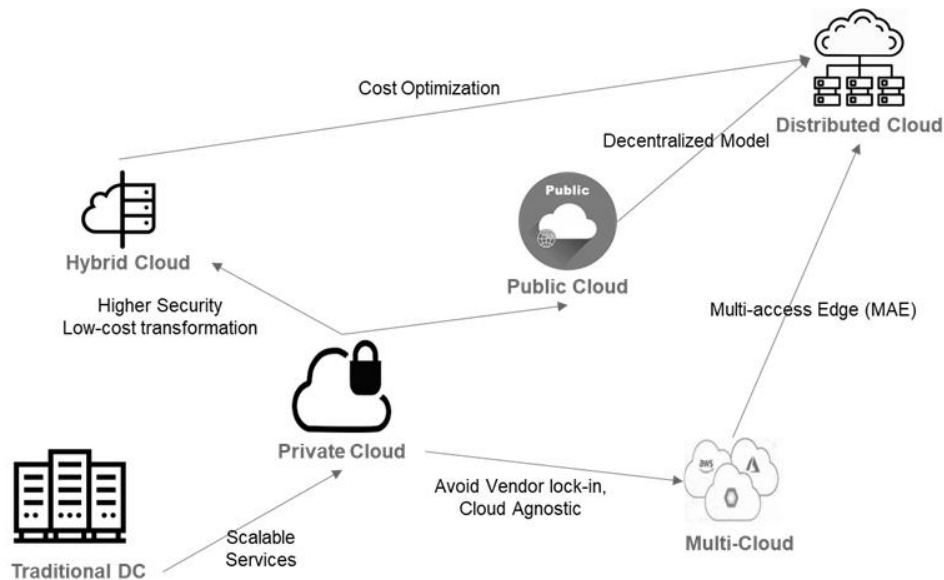 Cost Optimization
Distributed Cloud
Decentralized Model
Public
Hybrid Cloud
Public Cloud
Higher Security
Low-cost transformation
Multi-access Edge (MAE)
Private Cloud
Avoid Vendor lock-in,
Cloud Agnostic
aws
Multi-Cloud
Scalable
Services
Traditional DC